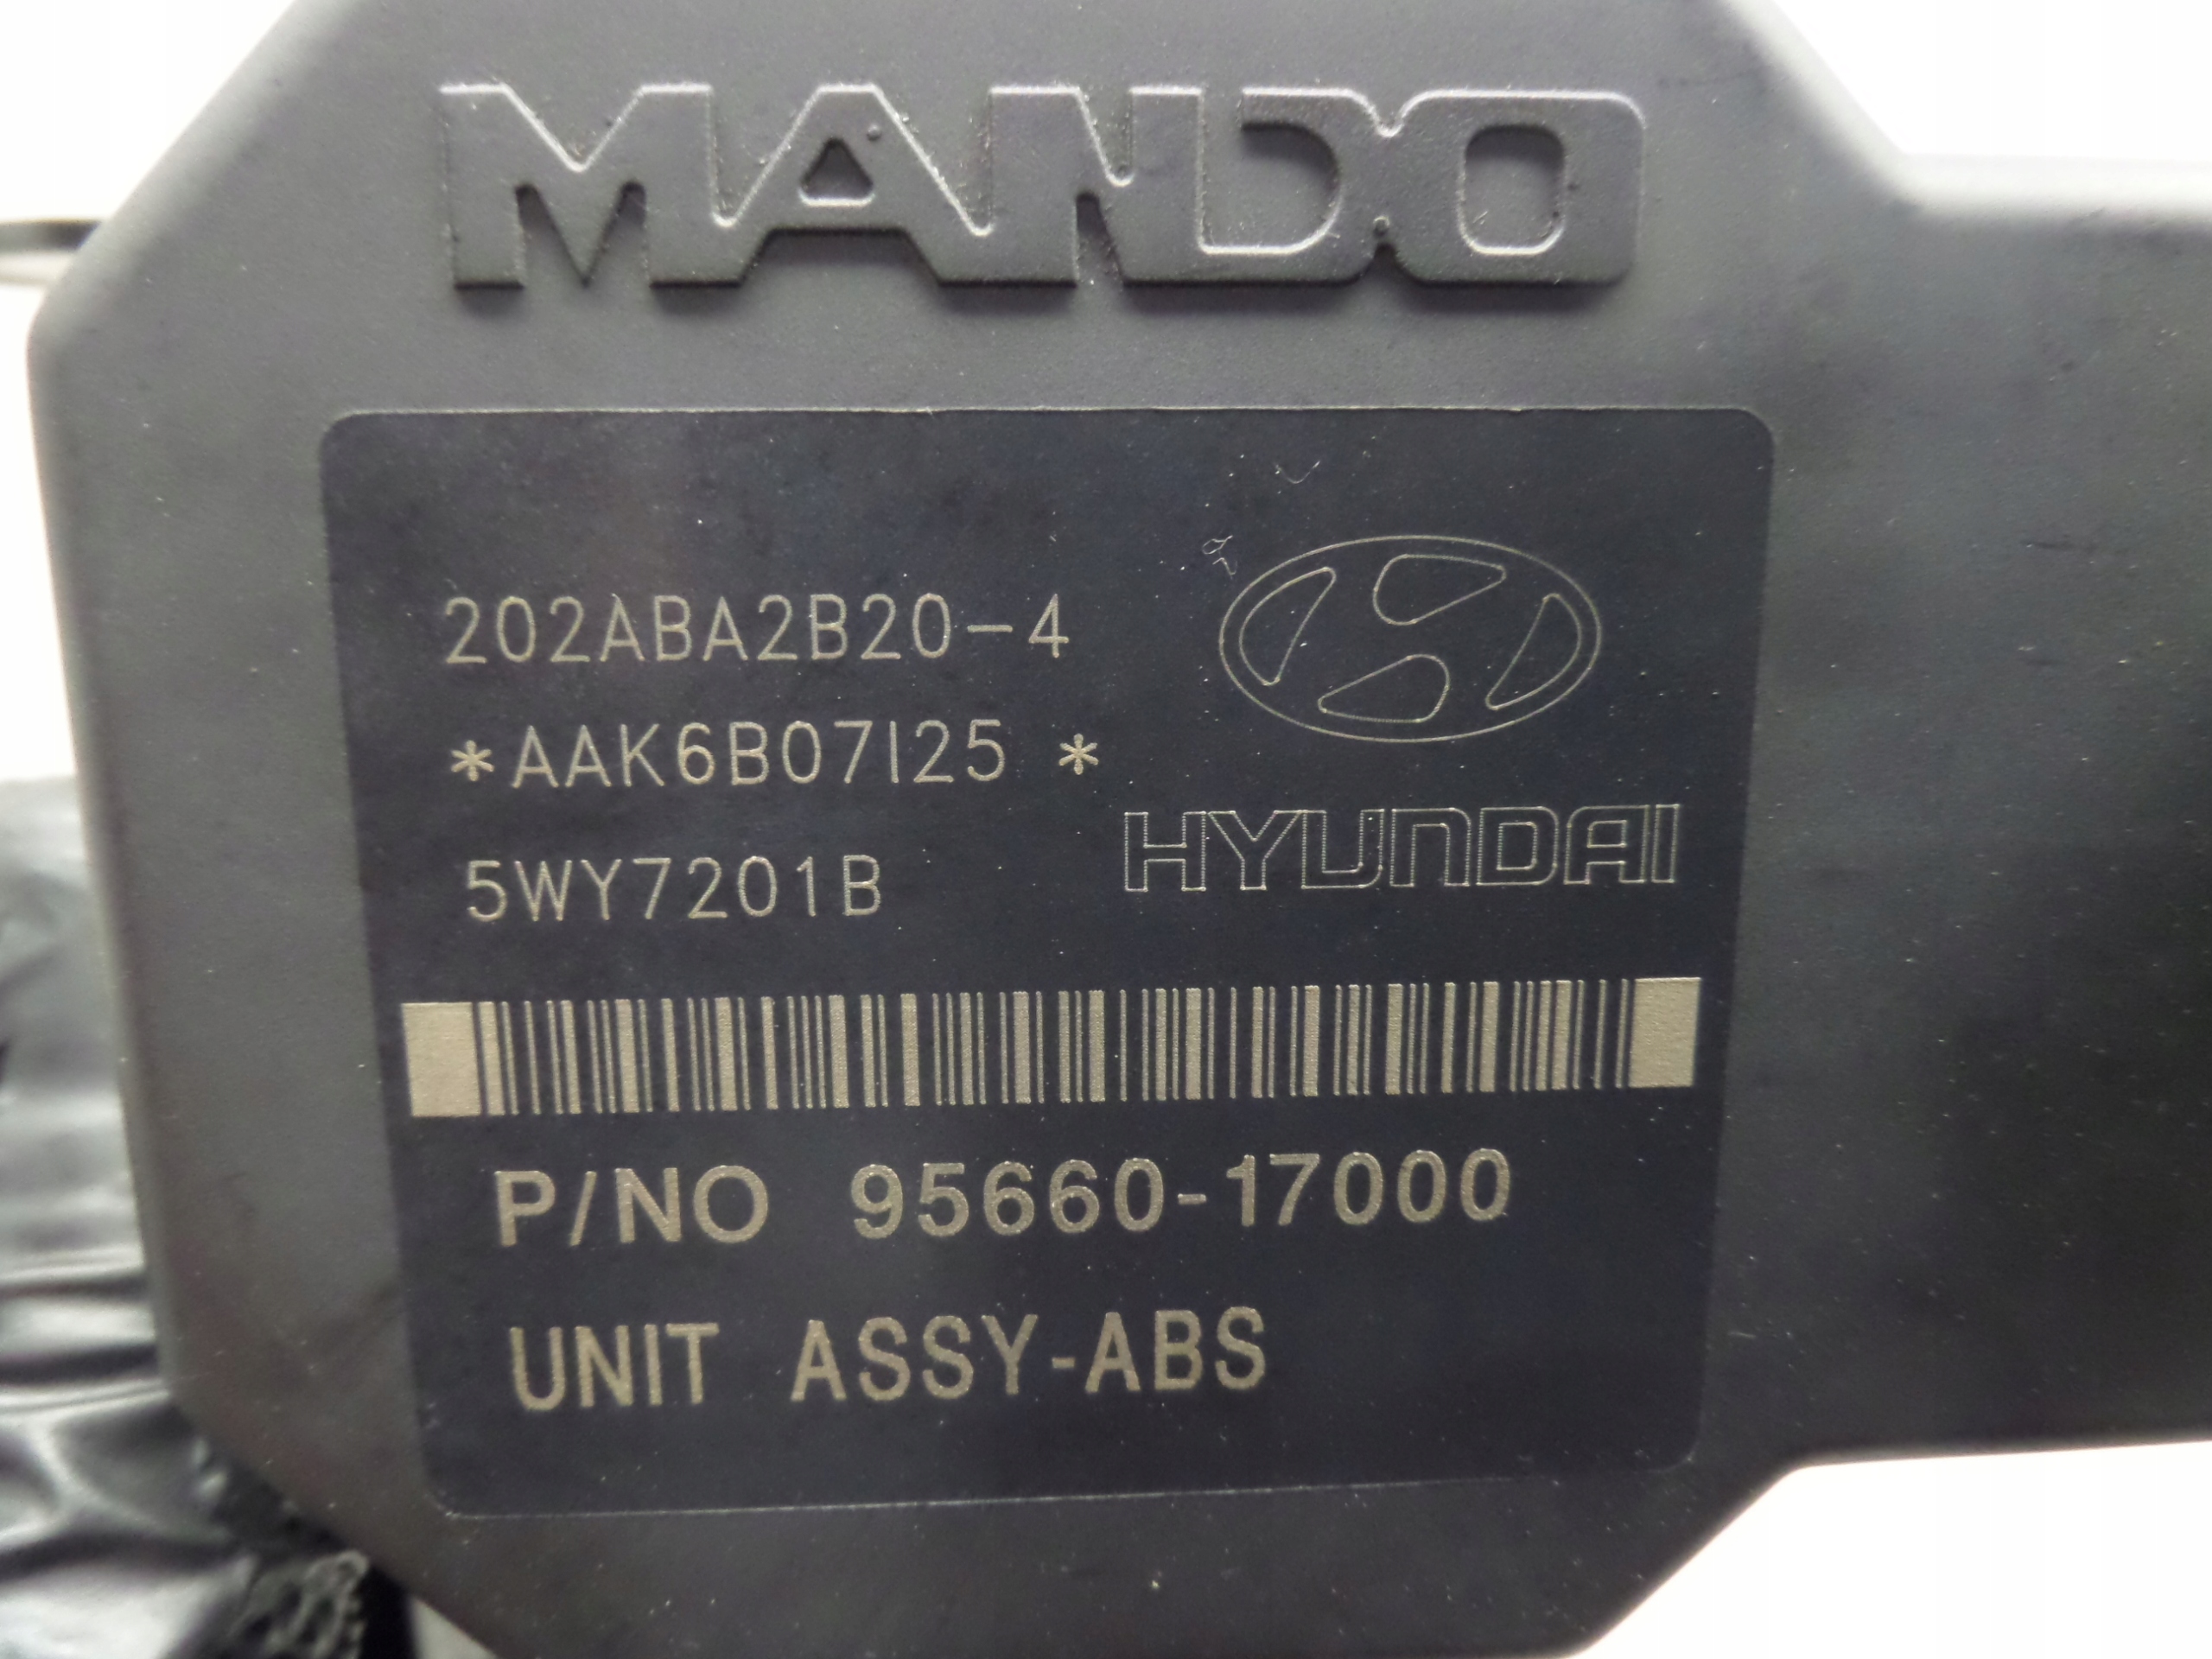 MANDO
202ABA2B20-4
*AAK6B07I25 *
5WY7201B
HYUNDAI
P/NO 95660-17000
UNIT ASSY-ABS